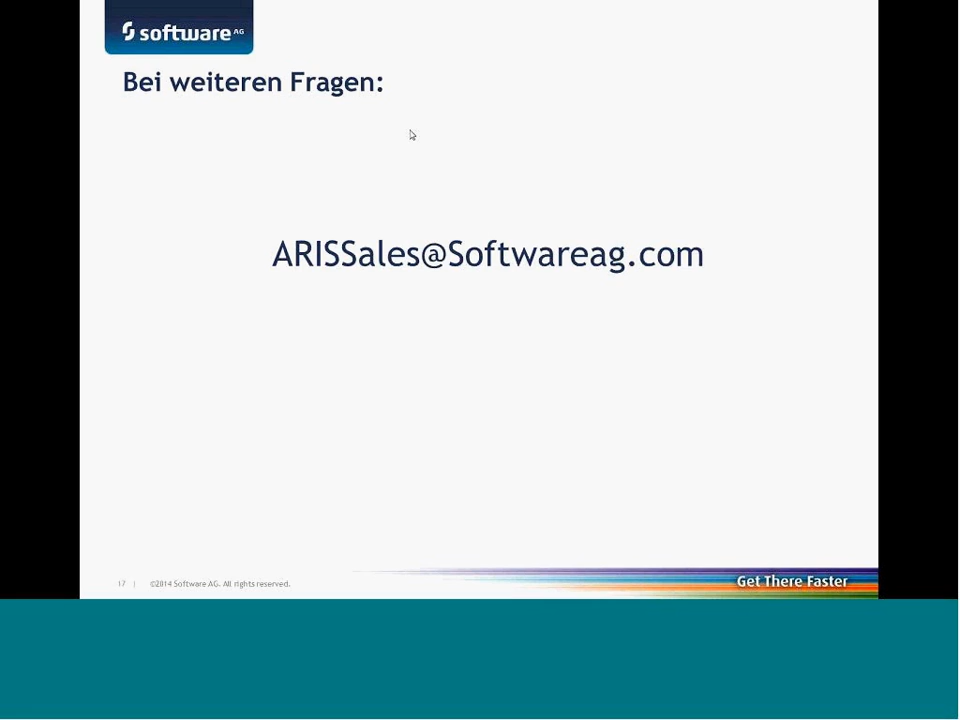 software AG
Bei weiteren Fragen:
ARISSales@Softwareag.com
17 | ©2014 Software AG. All rights reserved.
Get There Faster